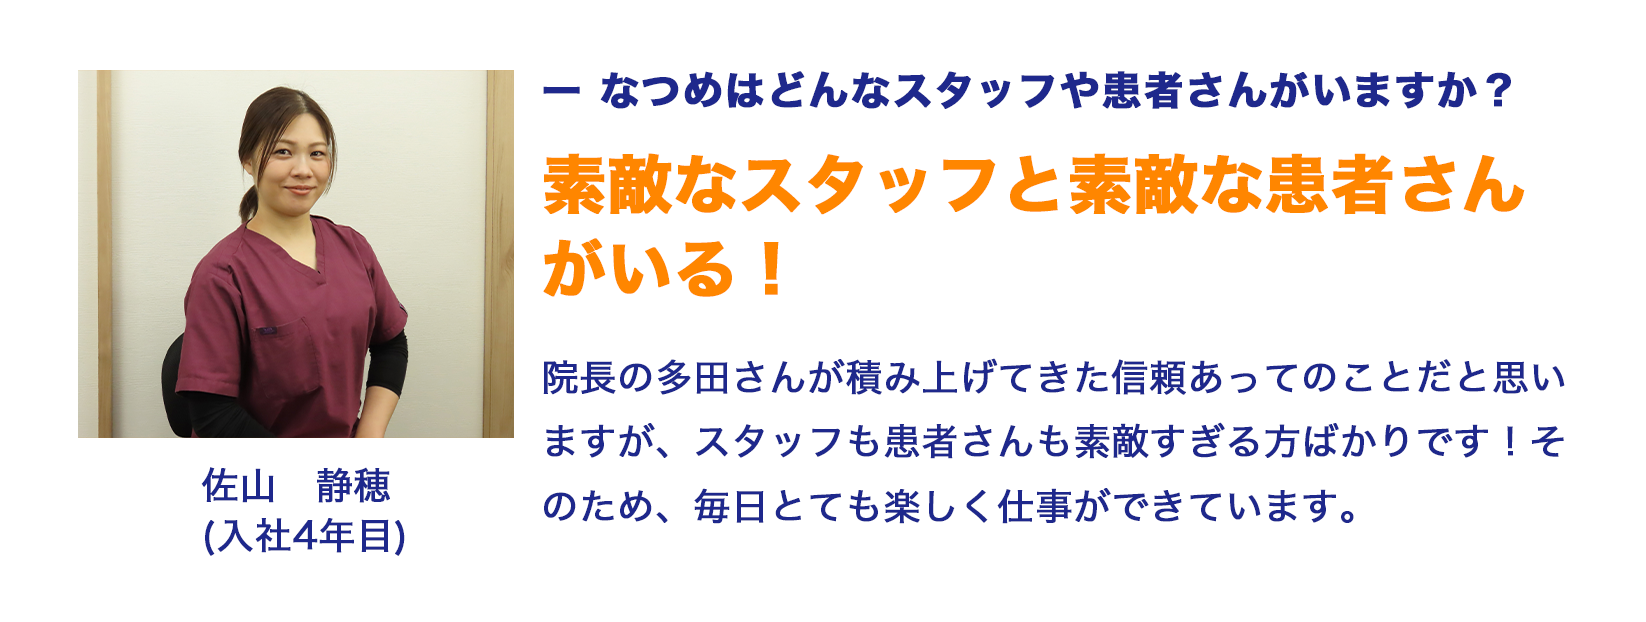 ー なつめはどんなスタッフや患者さんがいますか？
素敵なスタッフと素敵な患者さん
がいる！
院長の多田さんが積み上げてきた信頼あってのことだと思い
ますが、スタッフも患者さんも素敵すぎる方ばかりです！そ
のため、毎日とても楽しく仕事ができています。
佐山　静穂
(入社4年目)